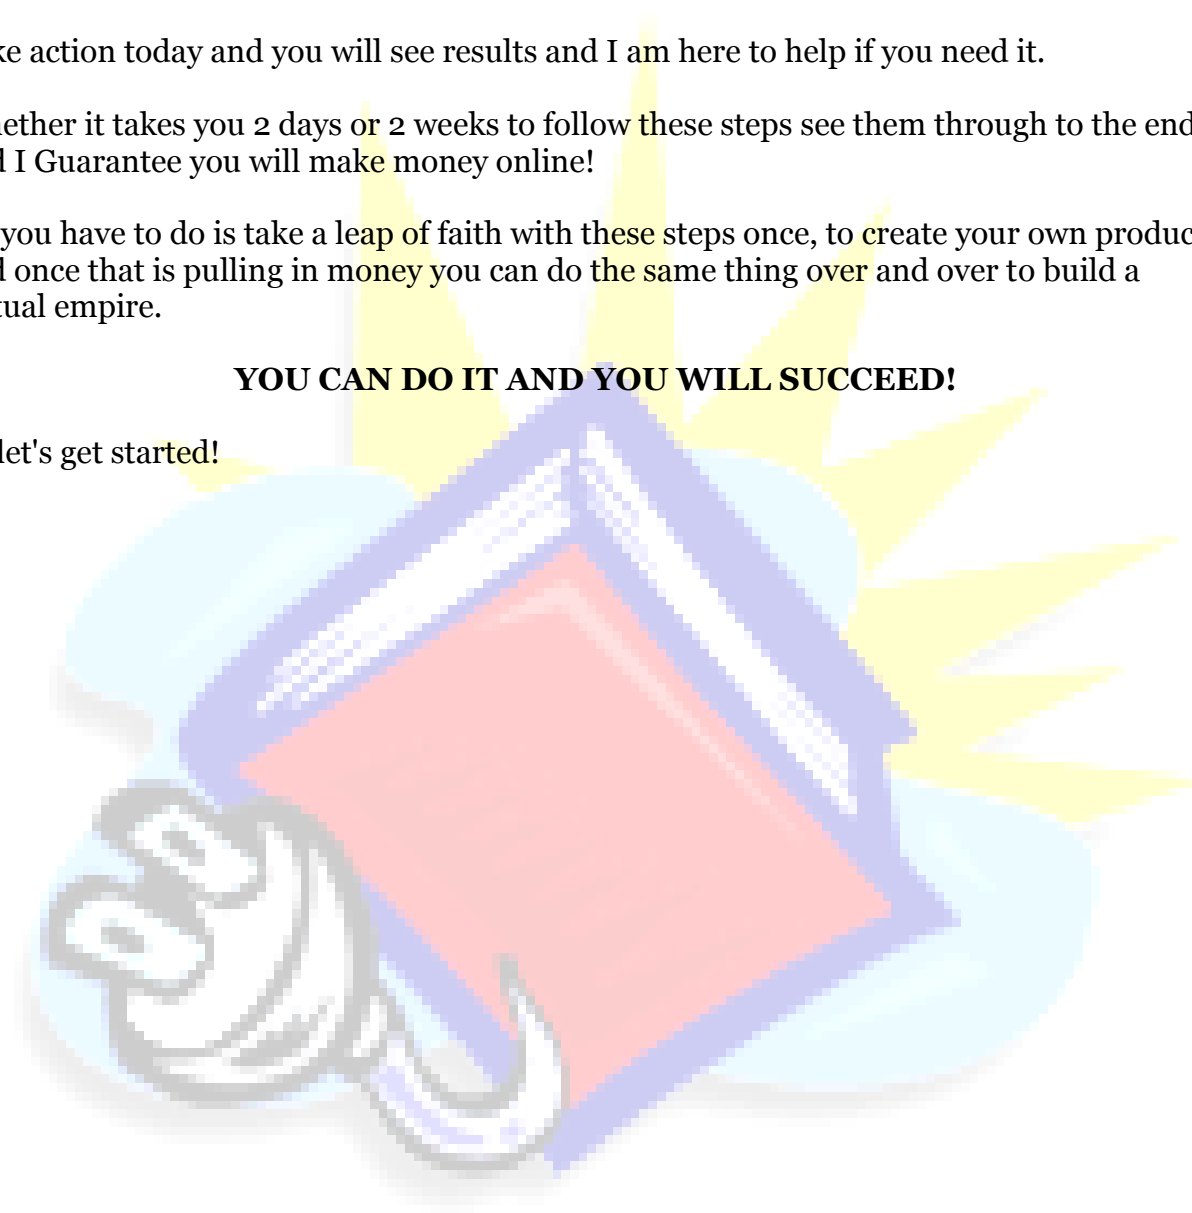 ke action today and you will see results and I am here to help if you need it.
ether it takes you 2 days or 2 weeks to follow these steps see them through to the end
I Guarantee you will make money online!
you have to do is take a leap of faith with these steps once, to create your own produc
once that is pulling in money you can do the same thing over and over to build a
tual empire.
YOU CAN DO IT AND YOU WILL SUCCEED!
let's get started!